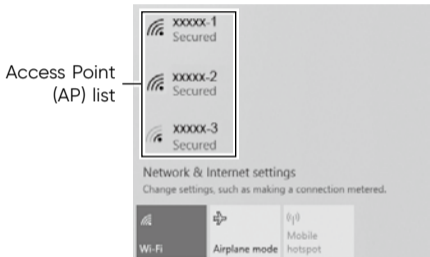 xxxxx-1
Secured
Access Point
(AP) list
xxxxx-2
Secured
xxxxx-3
Secured
Network & Internet settings
Change settings, such as making a connection metered.
Wi-Fi
Airplane mode
Mobile
hotspot